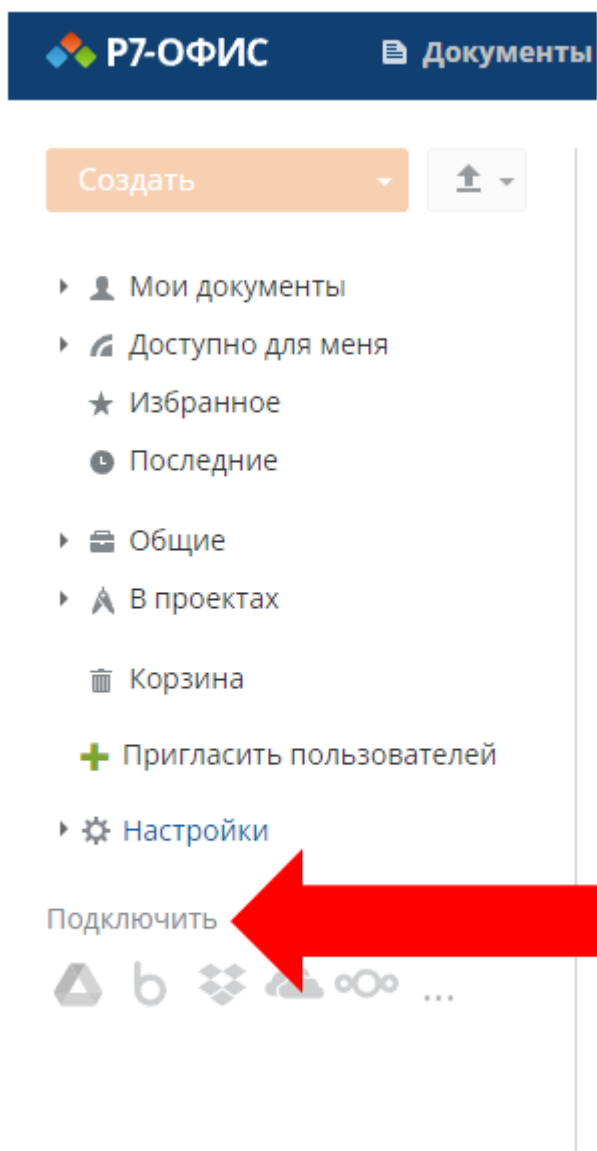 Р7-ОФИС
Документы
Создать
Мои документы
Доступно для меня
Избранное
Последние
Общие
В проектах
Корзина
Пригласить пользователей
Настройки
Подключить
...